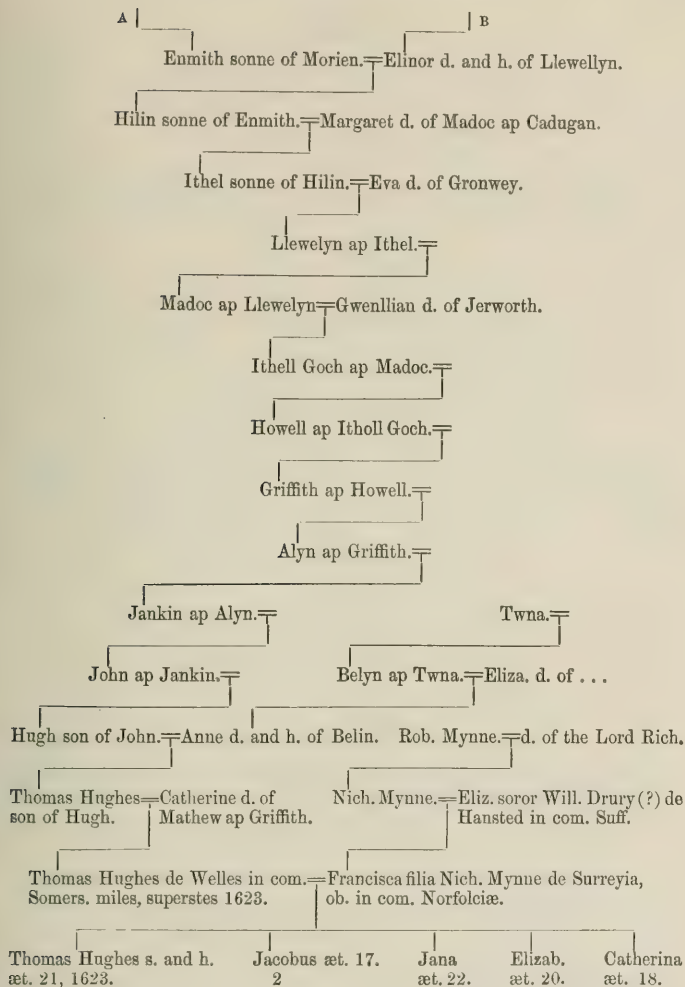 A B
Enmith sonne of Morien. Elinor d. and h. of Llewellyn.
Hilin sonne of Enmith. Margaret d. of Madoc ap Cadugan.
Ithel sonne of Hilin. Eva d. of Gronwey.
Llewelyn ap Ithel.
Madoc ap Llewelyn Gwenllian d. of Jerworth.
Ithell Goch ap Madoc.
Howell ap Itholl Goch.
Griffith ap Howell.
Alyn ap Griffith.
Jankin ap Alyn. Twna.
John ap Jankin. Belyn ap Twna. Eliza. d. of ...
Hugh son of John. Anne d. and h. of Belin. Rob. Mynne. d. of the Lord Rich.
Thomas Hughes Catherine d. of Nich. Mynne. Eliz. soror Will. Drury (?) de
son of Hugh. Mathew ap Griffith. Hansted in com. Suff.
Thomas Hughes de Welles in com. Francisca filia Nich. Mynne de Surreyia,
Somers. miles, superstes 1623. ob. in com. Norfolciæ.
Thomas Hughes s. and h. Jacobus æt. 17. Jana Elizab. Catherina
æt. 21, 1623. 2 æt. 22. æt. 20. æt. 18.